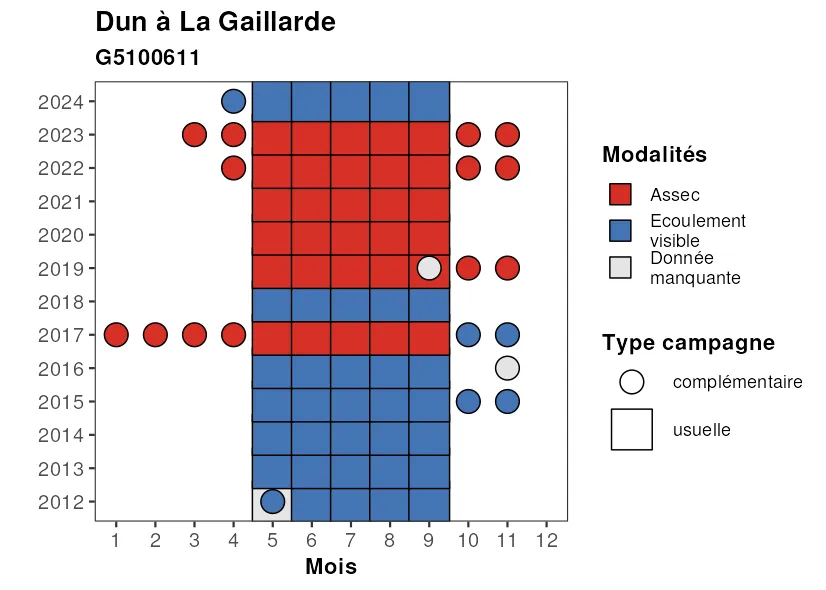 Dun à La Gaillarde
G5100611
2024
2023
2022
2021
2020
2019
2018
2017
2016
2015
2014
2013
2012
1 2 3 4 5 6 7 8 9 10 11 12
Mois
Modalités
Assec
Ecoulement
visible
Donnée
manquante
Type campagne
complémentaire
usuelle